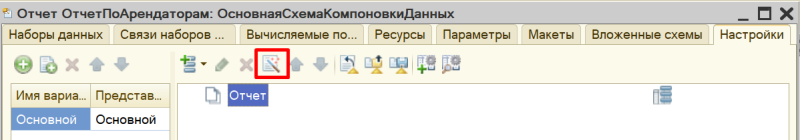 Отчет ОтчетПоАрендаторам: ОсновнаяСхемаКомпоновкиДанных
Наборы данных Связи наборов ... Вычисляемые по... Ресурсы Параметры Макеты Вложенные схемы Настройки
Имя вариа... Представ...
Основной Основной
Отчет